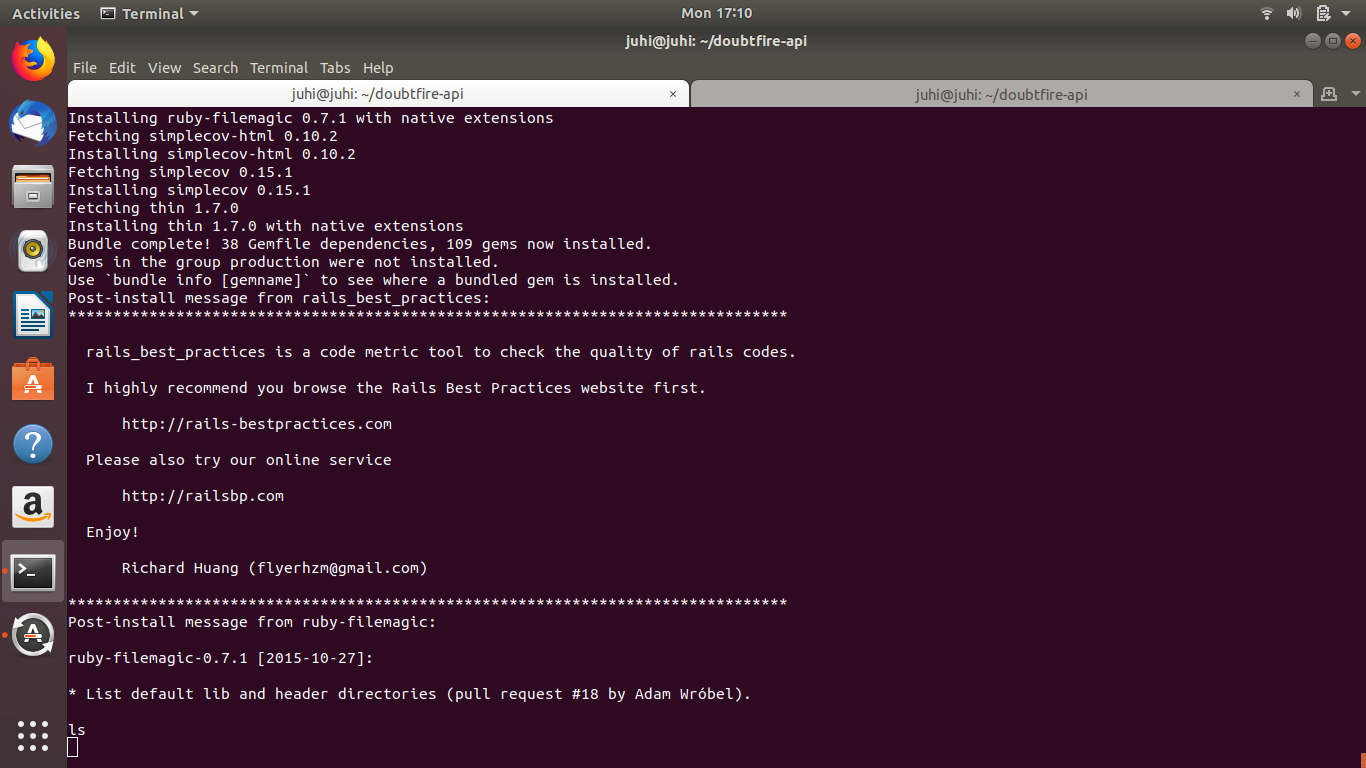 Activities Terminal Mon 17:10
juhi@juhi: ~/doubtfire-api
File Edit View Search Terminal Tabs Help
juhi@juhi: ~/doubtfire-api × juhi@juhi: ~/doubtfire-api ×
Installing ruby-filemagic 0.7.1 with native extensions
Fetching simplecov-html 0.10.2
Installing simplecov-html 0.10.2
Fetching simplecov 0.15.1
Installing simplecov 0.15.1
Fetching thin 1.7.0
Installing thin 1.7.0 with native extensions
Bundle complete! 38 Gemfile dependencies, 109 gems now installed.
Gems in the group production were not installed.
Use `bundle info [gemname]` to see where a bundled gem is installed.
Post-install message from rails_best_practices:
********************************************************************************
rails_best_practices is a code metric tool to check the quality of rails codes.
I highly recommend you browse the Rails Best Practices website first.
http://rails-bestpractices.com
Please also try our online service
http://railsbp.com
Enjoy!
Richard Huang (flyerhzm@gmail.com)
********************************************************************************
Post-install message from ruby-filemagic:
ruby-filemagic-0.7.1 [2015-10-27]:
* List default lib and header directories (pull request #18 by Adam Wróbel).
ls